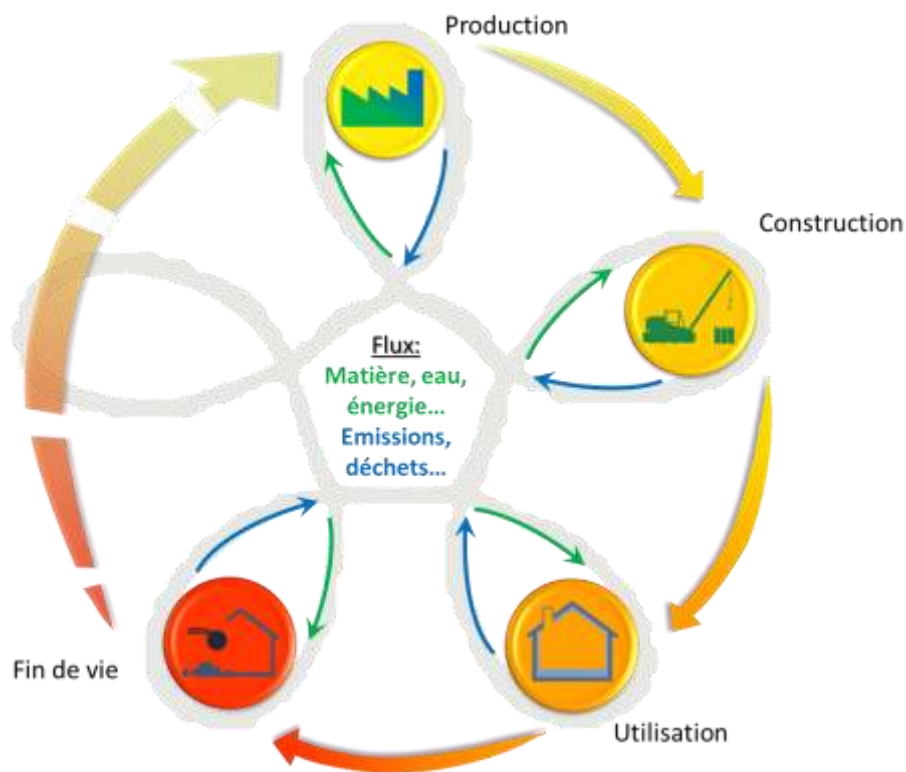 Production
Construction
Flux:
Matière, eau,
énergie…
Emissions,
déchets…
Fin de vie
Utilisation